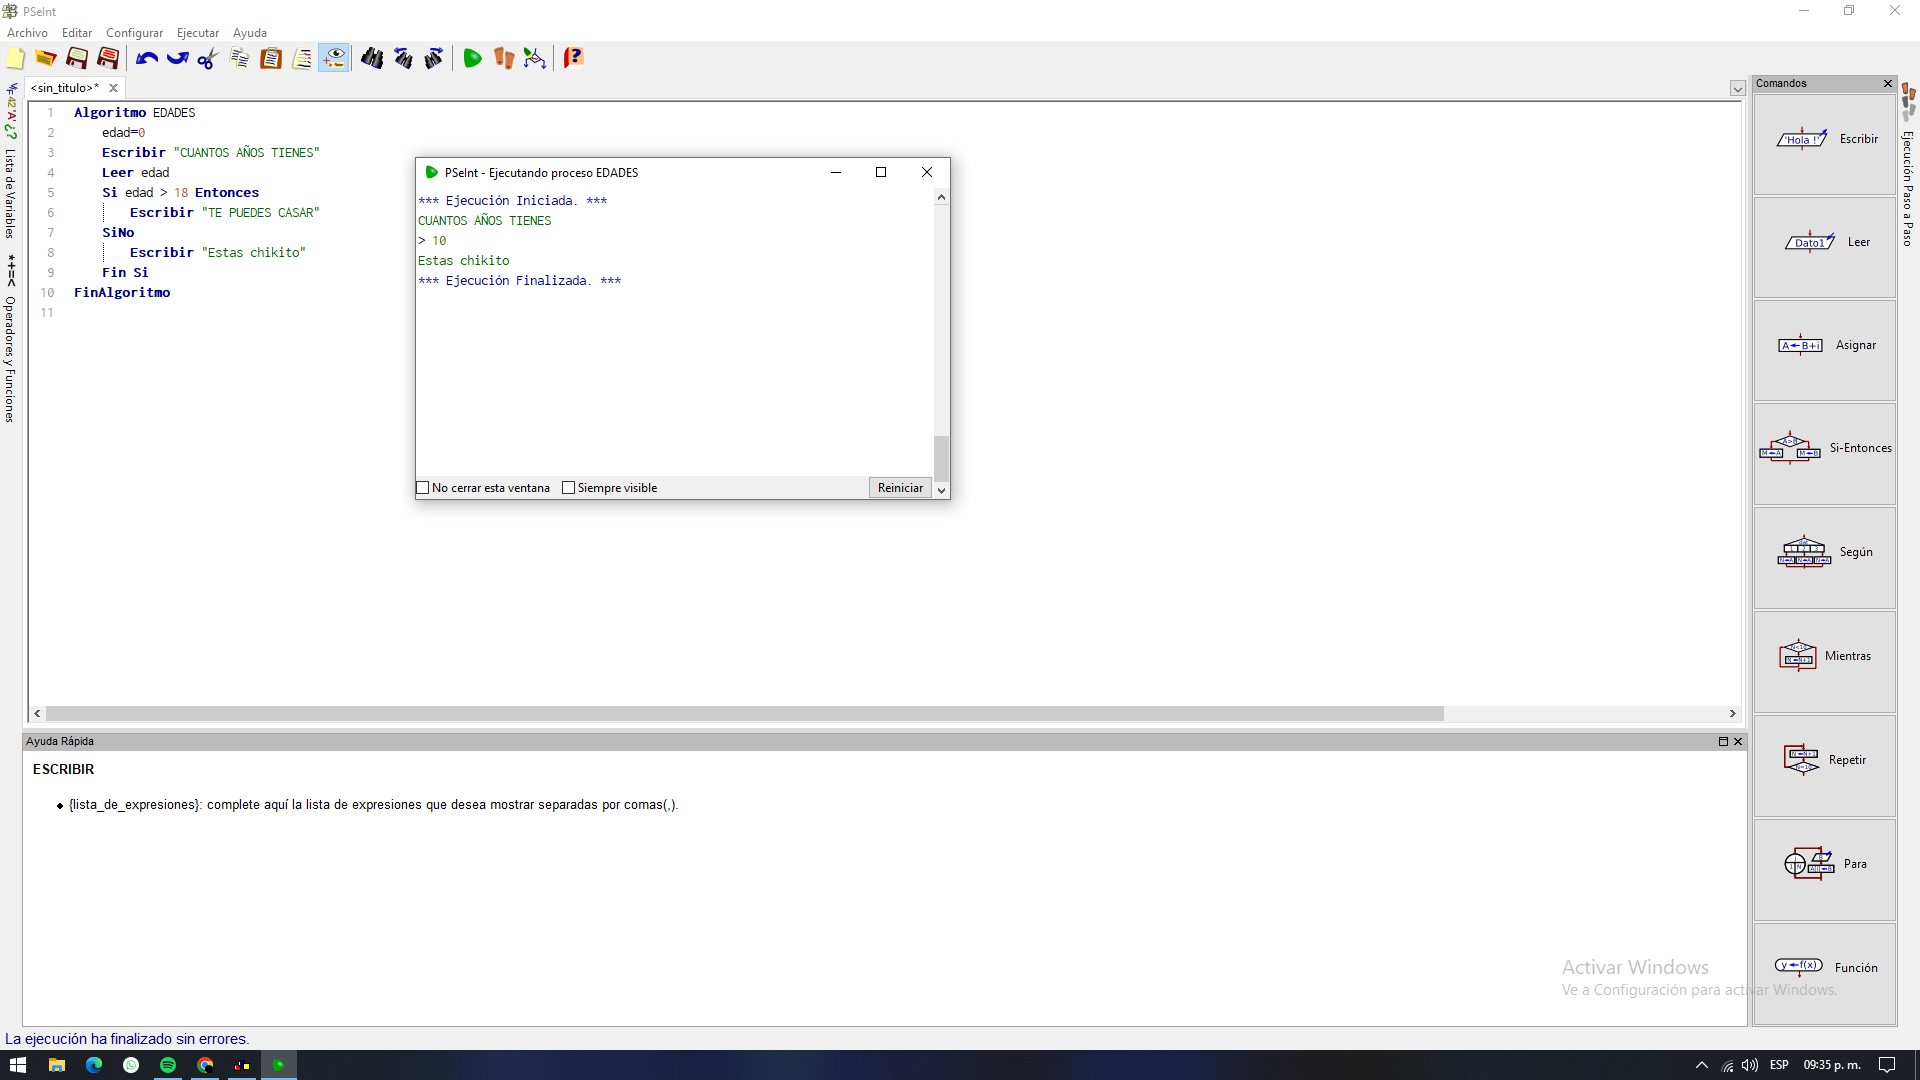 PSeInt
Archivo Editar Configurar Ejecutar Ayuda
<sin_titulo>*
1 Algoritmo EDADES
2 edad=0
3 Escribir "CUANTOS AÑOS TIENES"
4 Leer edad
5 Si edad > 18 Entonces
6 Escribir "TE PUEDES CASAR"
7 SiNo
8 Escribir "Estas chikito"
9 Fin Si
10 FinAlgoritmo
11
Lista de Variables
*+=<
Operadores y Funciones
PSeInt - Ejecutando proceso EDADES
*** Ejecución Iniciada. ***
CUANTOS AÑOS TIENES
> 10
Estas chikito
*** Ejecución Finalizada. ***
No cerrar esta ventana Siempre visible Reiniciar
Comandos
'Hola !' Escribir
Dato1 Leer
A←B+i Asignar
Si-Entonces
Según
Mientras
Repetir
Para
y←f(x) Función
Ejecución Paso a Paso
Ayuda Rápida
ESCRIBIR
{lista_de_expresiones}: complete aquí la lista de expresiones que desea mostrar separadas por comas(,).
Activar Windows
Ve a Configuración para activar Windows.
La ejecución ha finalizado sin errores.
ESP 09:35 p. m.